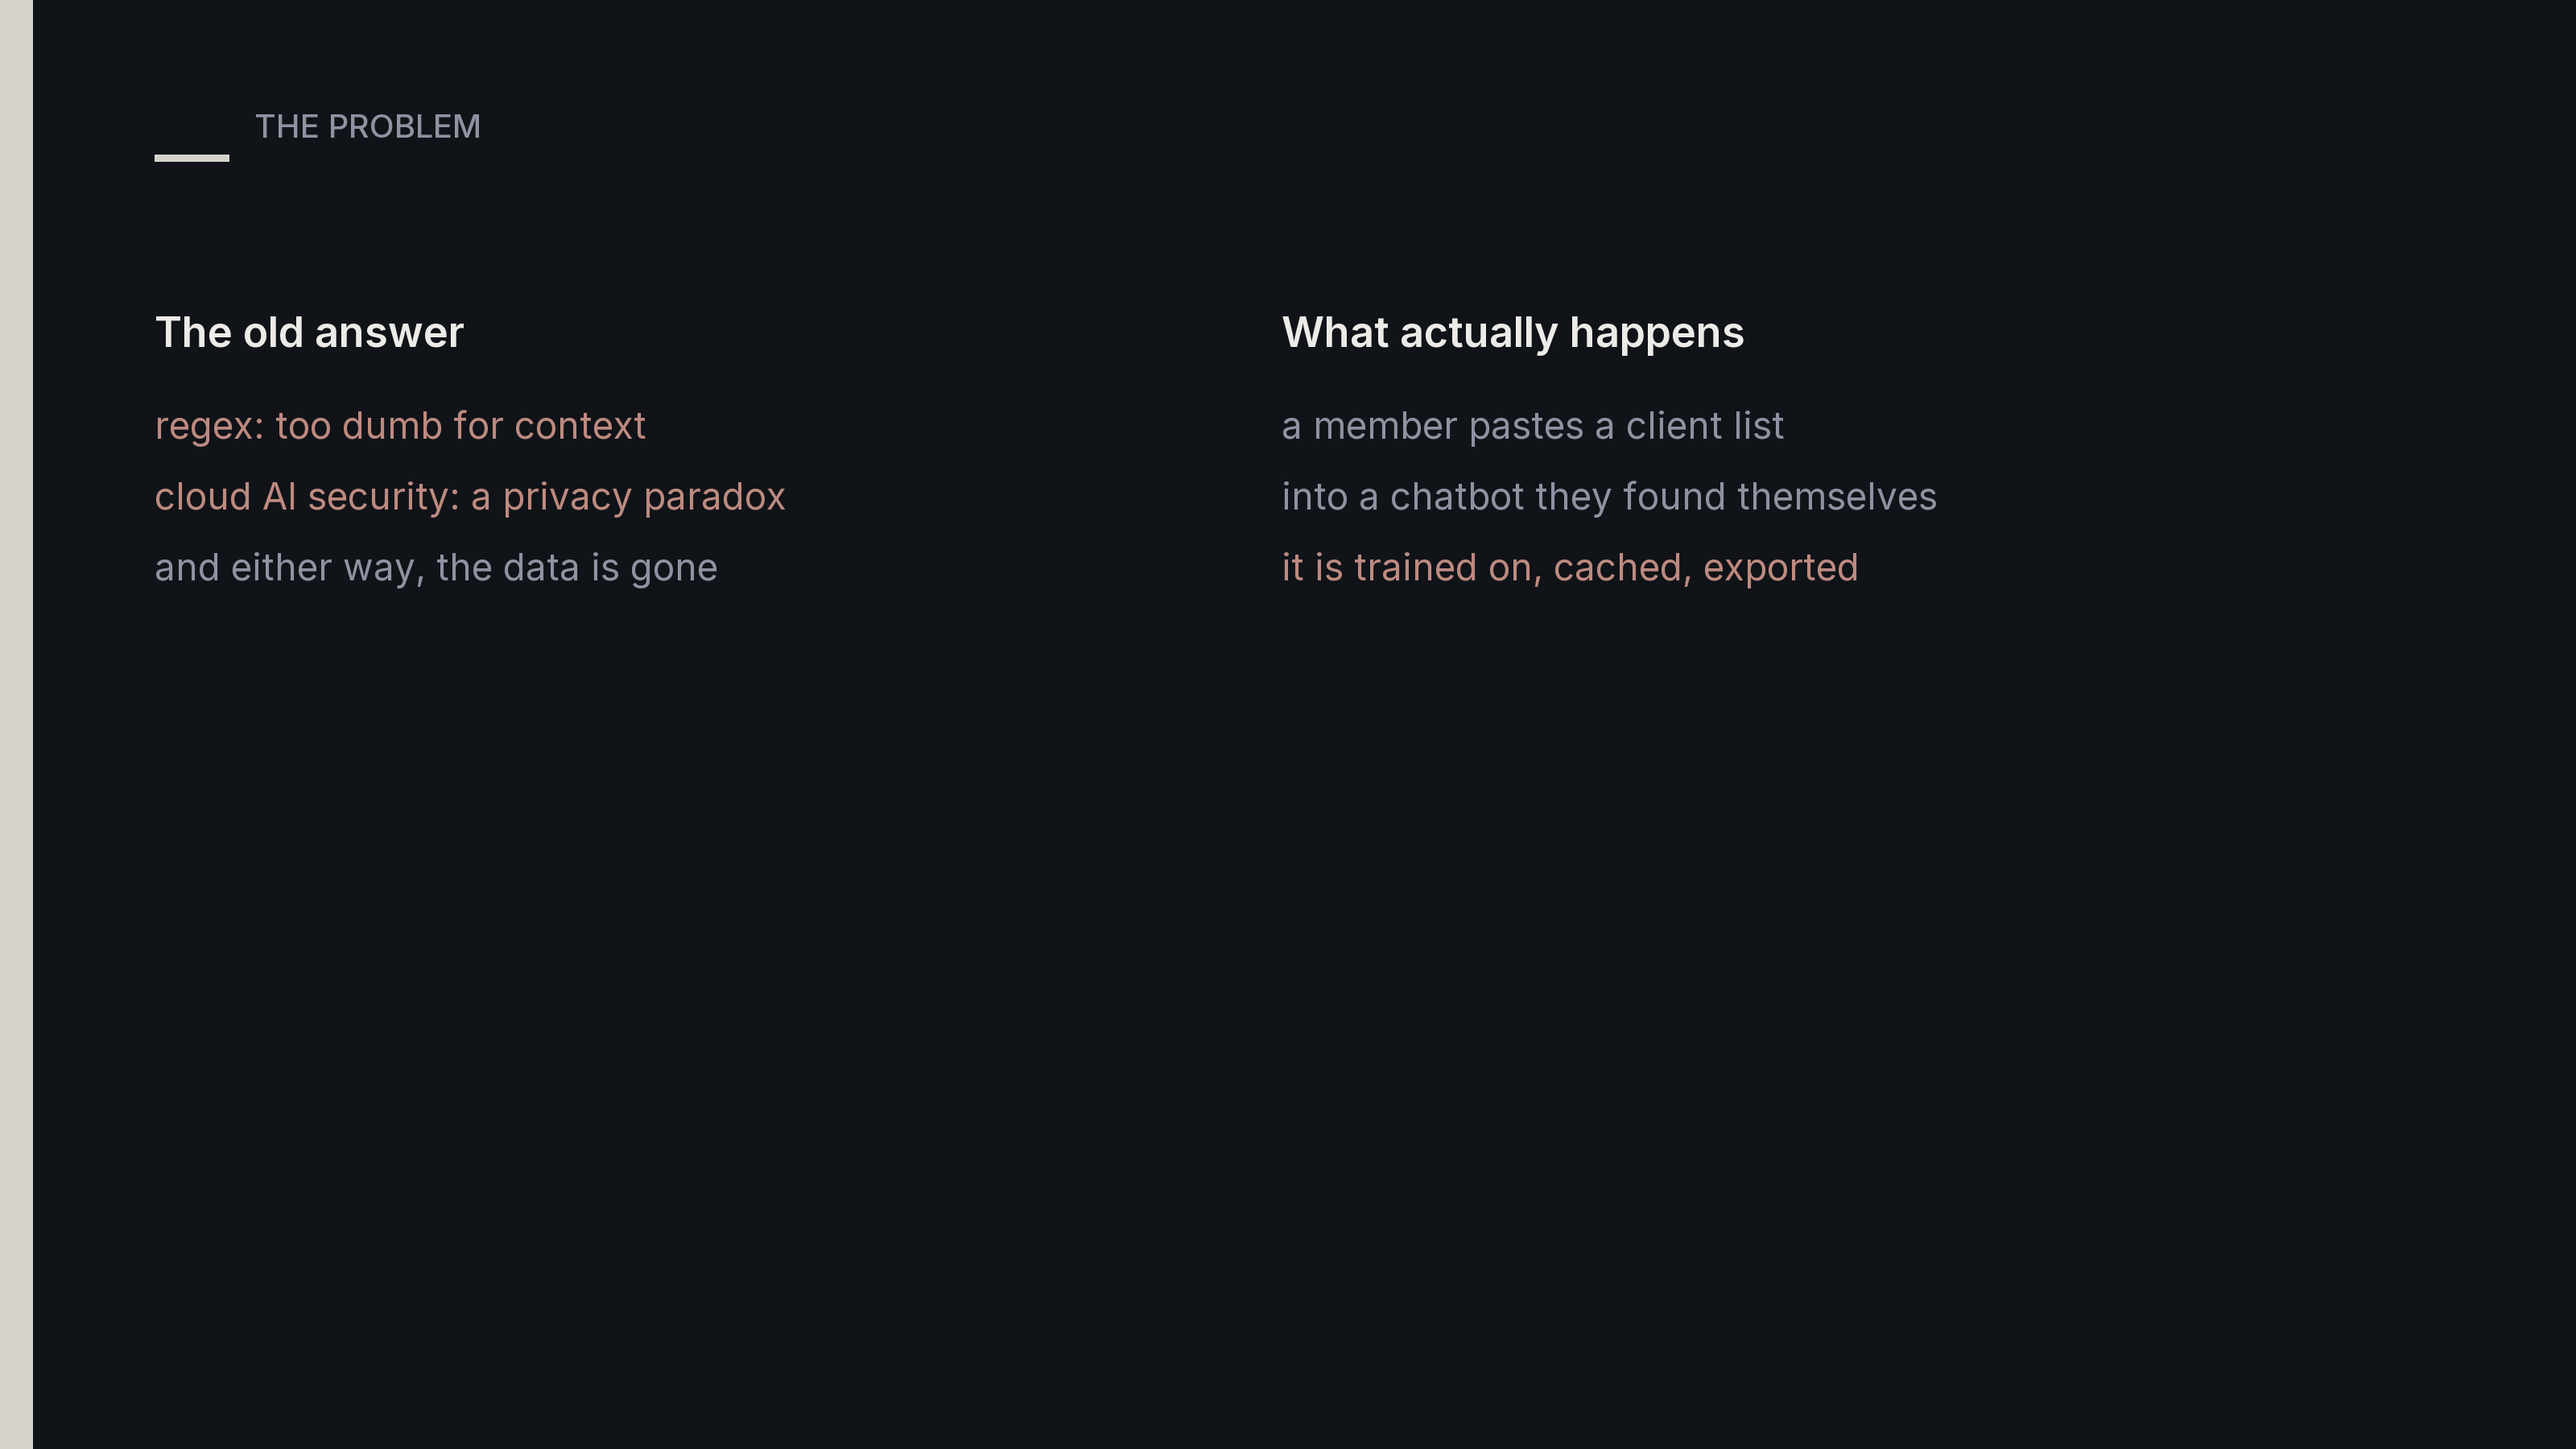 THE PROBLEM
The old answer
regex: too dumb for context
cloud AI security: a privacy paradox
and either way, the data is gone
What actually happens
a member pastes a client list
into a chatbot they found themselves
it is trained on, cached, exported